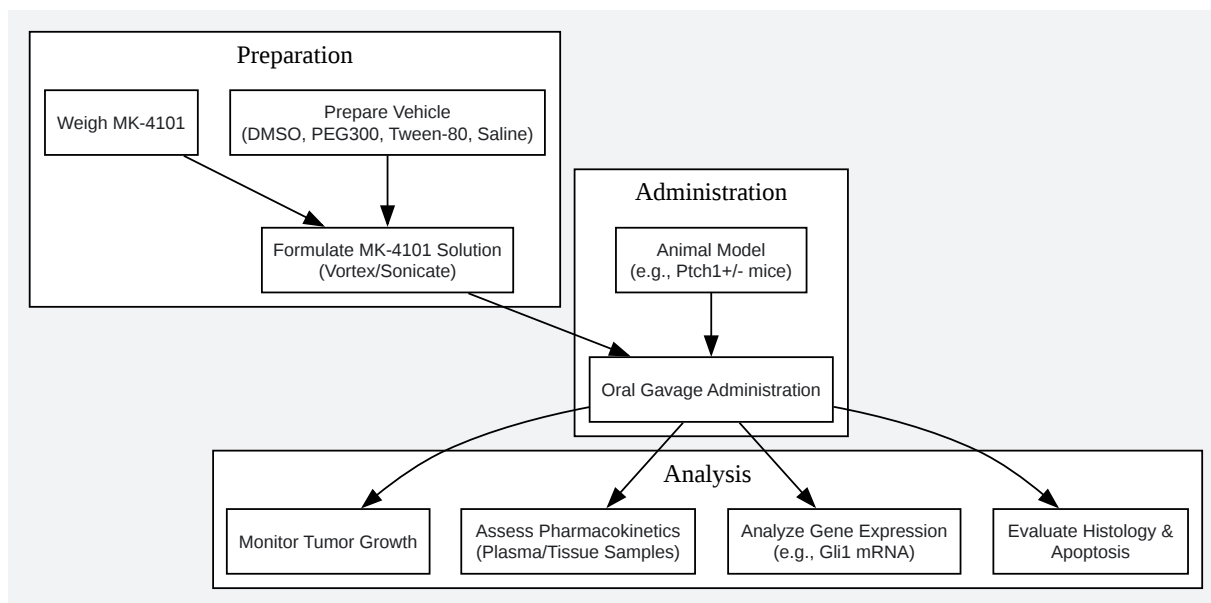 Preparation
Weigh MK-4101
Prepare Vehicle
(DMSO, PEG300, Tween-80, Saline)
Formulate MK-4101 Solution
(Vortex/Sonicate)
Administration
Animal Model
(e.g., Ptch1+/- mice)
Oral Gavage Administration
Analysis
Monitor Tumor Growth
Assess Pharmacokinetics
(Plasma/Tissue Samples)
Analyze Gene Expression
(e.g., Gli1 mRNA)
Evaluate Histology &
Apoptosis